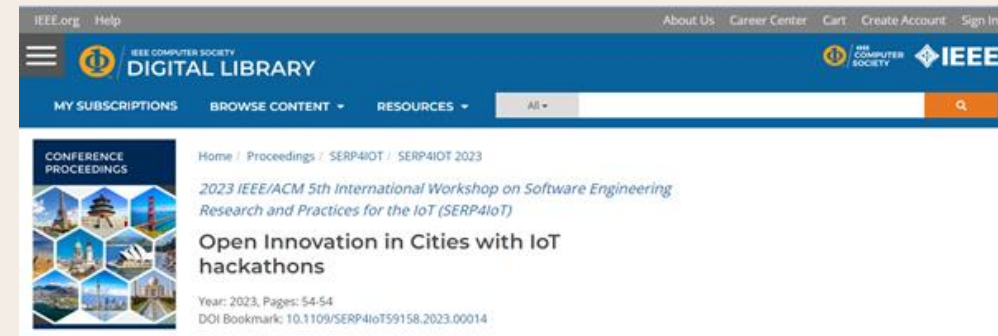 IEEE.org Help About Us Career Center Cart Create Account Sign In
IEEE COMPUTER SOCIETY
DIGITAL LIBRARY
IEEE COMPUTER SOCIETY
IEEE
MY SUBSCRIPTIONS BROWSE CONTENT RESOURCES All
CONFERENCE
PROCEEDINGS
Home / Proceedings / SERP4IOT / SERP4IOT 2023
2023 IEEE/ACM 5th International Workshop on Software Engineering
Research and Practices for the IoT (SERP4IoT)
Open Innovation in Cities with IoT
hackathons
Year: 2023, Pages: 54-54
DOI Bookmark: 10.1109/SERP4IoT59158.2023.00014